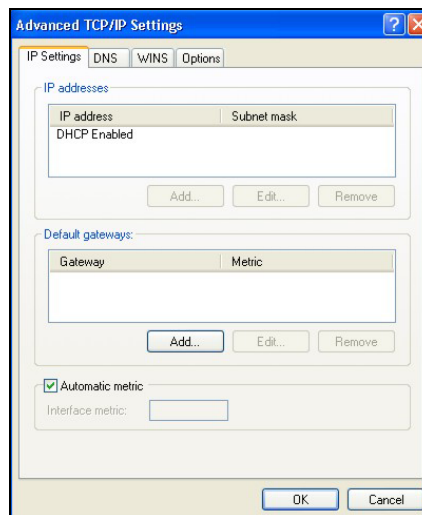 Advanced TCP/IP Settings
IP Settings DNS WINS Options
IP addresses
IP address Subnet mask
DHCP Enabled
Add... Edit... Remove
Default gateways:
Gateway Metric
Add... Edit... Remove
Automatic metric
Interface metric:
OK Cancel